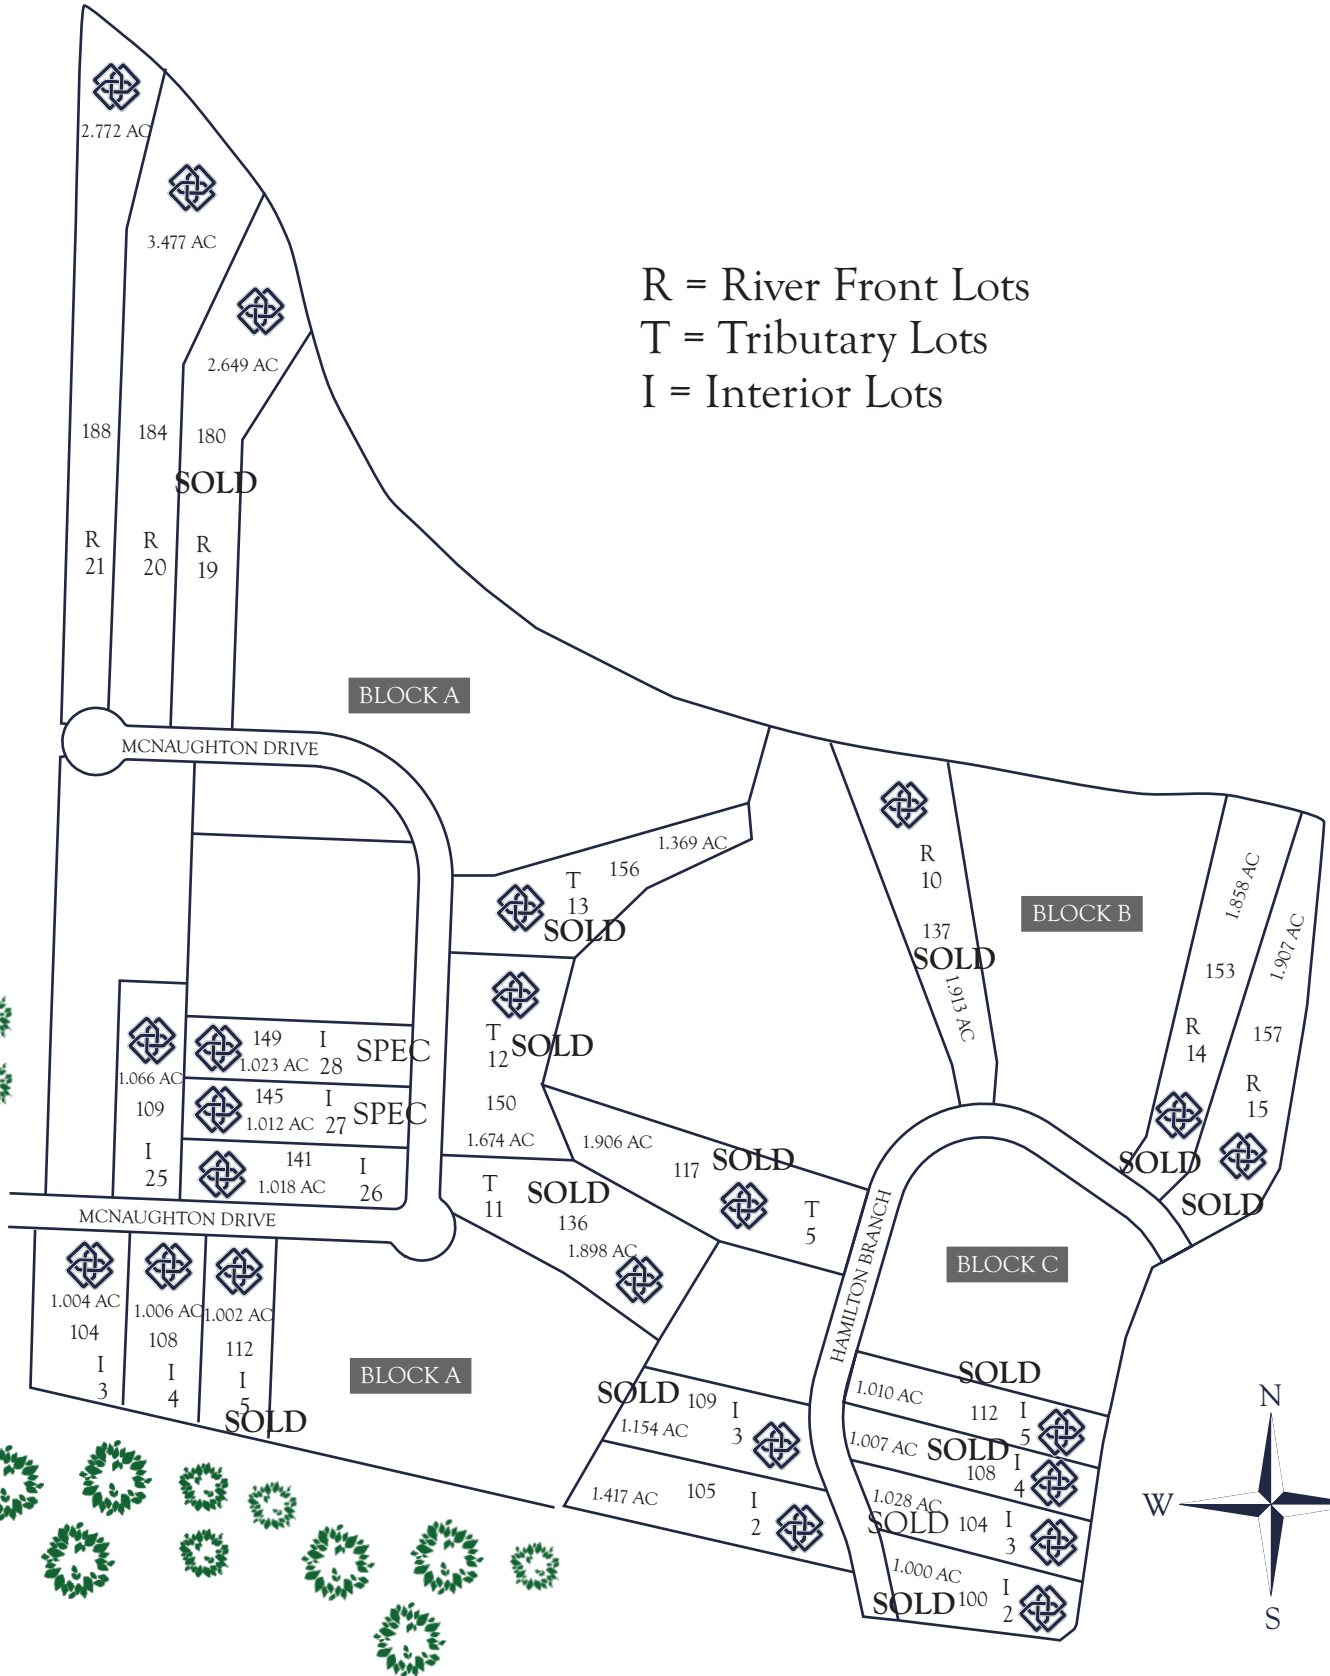 2.772 AC
3.477 AC
2.649 AC
R = River Front Lots
T = Tributary Lots
I = Interior Lots
188
184
180
SOLD
R
21
R
20
R
19
BLOCK A
MCNAUGHTON DRIVE
1.369 AC
156
T
13
SOLD
R
10
137
SOLD
1.913 AC
BLOCK B
1.858 AC
153
R
14
SOLD
1.907 AC
157
R
15
SOLD
T
12
SOLD
150
1.674 AC
149
I
1.023 AC
28
SPEC
145
I
1.012 AC
27
SPEC
141
I
1.018 AC
26
1.066 AC
109
I
25
MCNAUGHTON DRIVE
1.906 AC
117
SOLD
T
5
T
11
SOLD
136
1.898 AC
HAMILTON BRANCH
BLOCK C
1.004 AC
104
I
3
1.006 AC
108
I
4
1.002 AC
112
I
5
SOLD
BLOCK A
SOLD
109
I
1.154 AC
3
1.417 AC
105
I
2
SOLD
1.010 AC
112
I
5
1.007 AC
SOLD
108
I
4
1.028 AC
SOLD
104
I
3
1.000 AC
SOLD
100
I
2
N
W
S